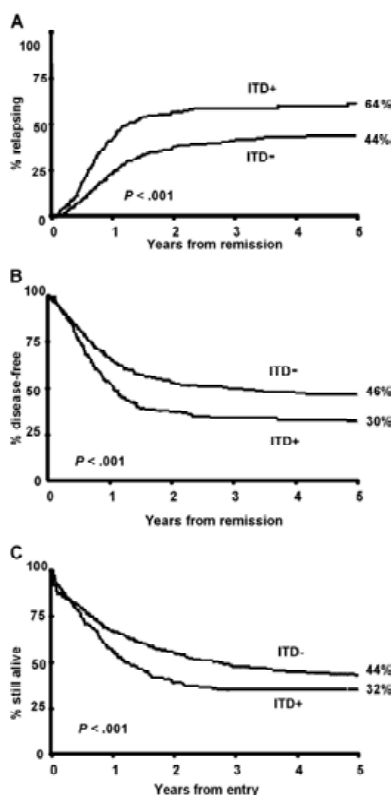 A
% relapsing
100
75
50
25
0
ITD+
64%
44%
ITD-
P < .001
0 1 2 3 4 5
Years from remission
B
% disease-free
100
75
50
25
0
ITD-
46%
30%
ITD+
P < .001
0 1 2 3 4 5
Years from remission
C
% still alive
100
75
50
25
0
ITD-
44%
32%
ITD+
P < .001
0 1 2 3 4 5
Years from entry